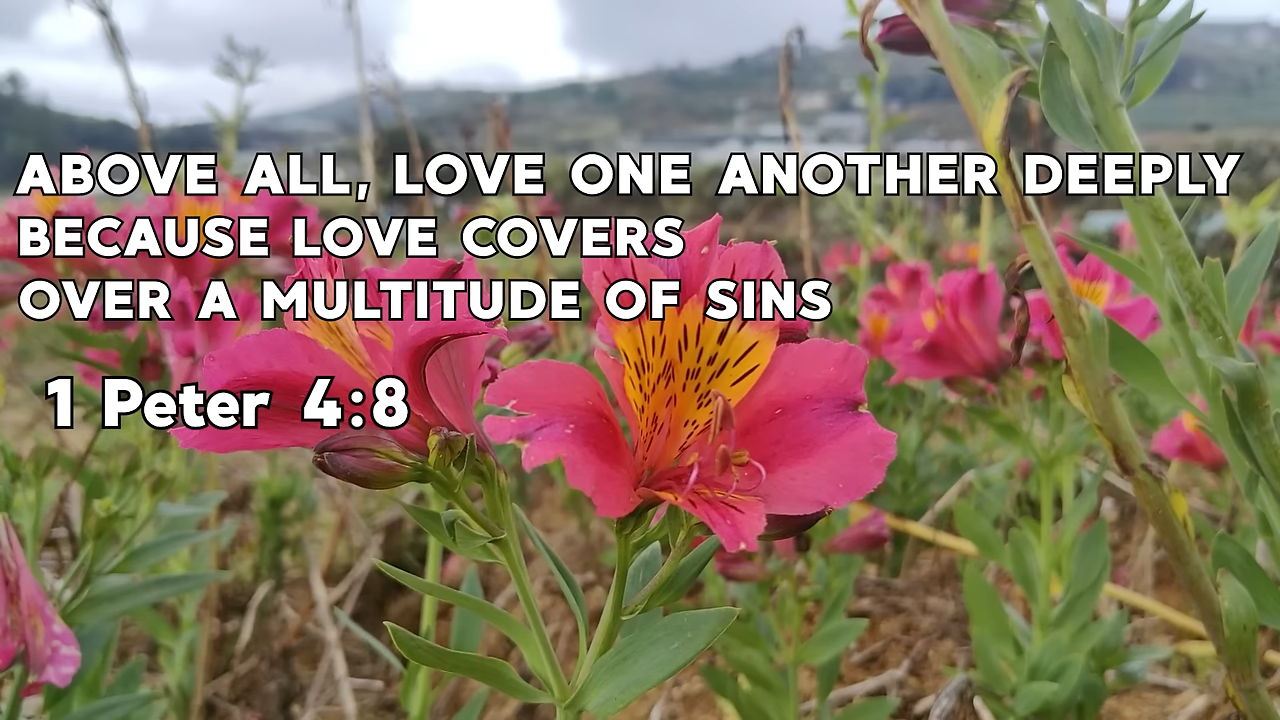 ABOVE ALL, LOVE ONE ANOTHER DEEPLY
BECAUSE LOVE COVERS
OVER A MULTITUDE OF SINS
1 Peter 4:8